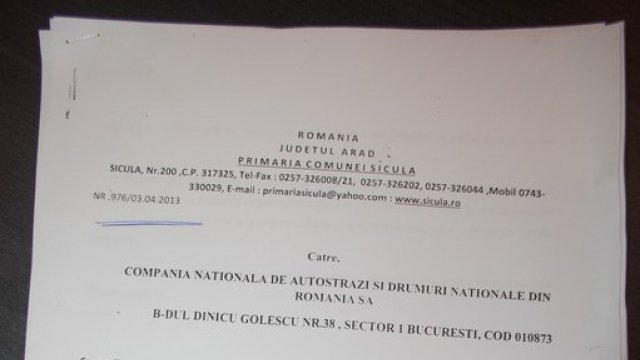 ROMANIA
JUDETUL ARAD
PRIMARIA COMUNEI SICULA
SICULA, Nr.200 ,C.P. 317325, Tel-Fax : 0257-326008/21, 0257-326202, 0257-326044 ,Mobil 0743-
330029, E-mail : primariasicula@yahoo.com : www.sicula.ro
NR .976/03.04.2013
Catre,
COMPANIA NATIONALA DE AUTOSTRAZI SI DRUMURI NATIONALE DIN
ROMANIA SA
B-DUL DINICU GOLESCU NR.38 , SECTOR 1 BUCURESTI, COD 010873